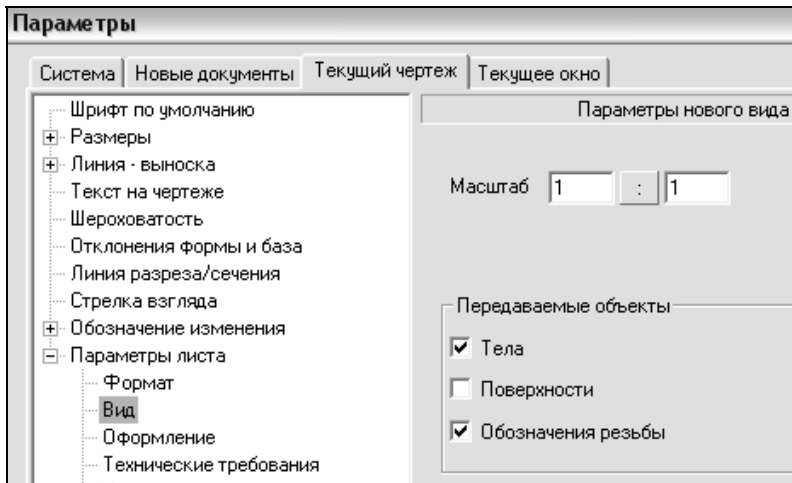 Параметры
Система Новые документы Текущий чертеж Текущее окно
Шрифт по умолчанию
Размеры
Линия - выноска
Текст на чертеже
Шероховатость
Отклонения формы и база
Линия разреза/сечения
Стрелка взгляда
Обозначение изменения
Параметры листа
Формат
Вид
Оформление
Технические требования
Параметры нового вида
Масштаб 1 : 1
Передаваемые объекты
Тела
Поверхности
Обозначения резьбы